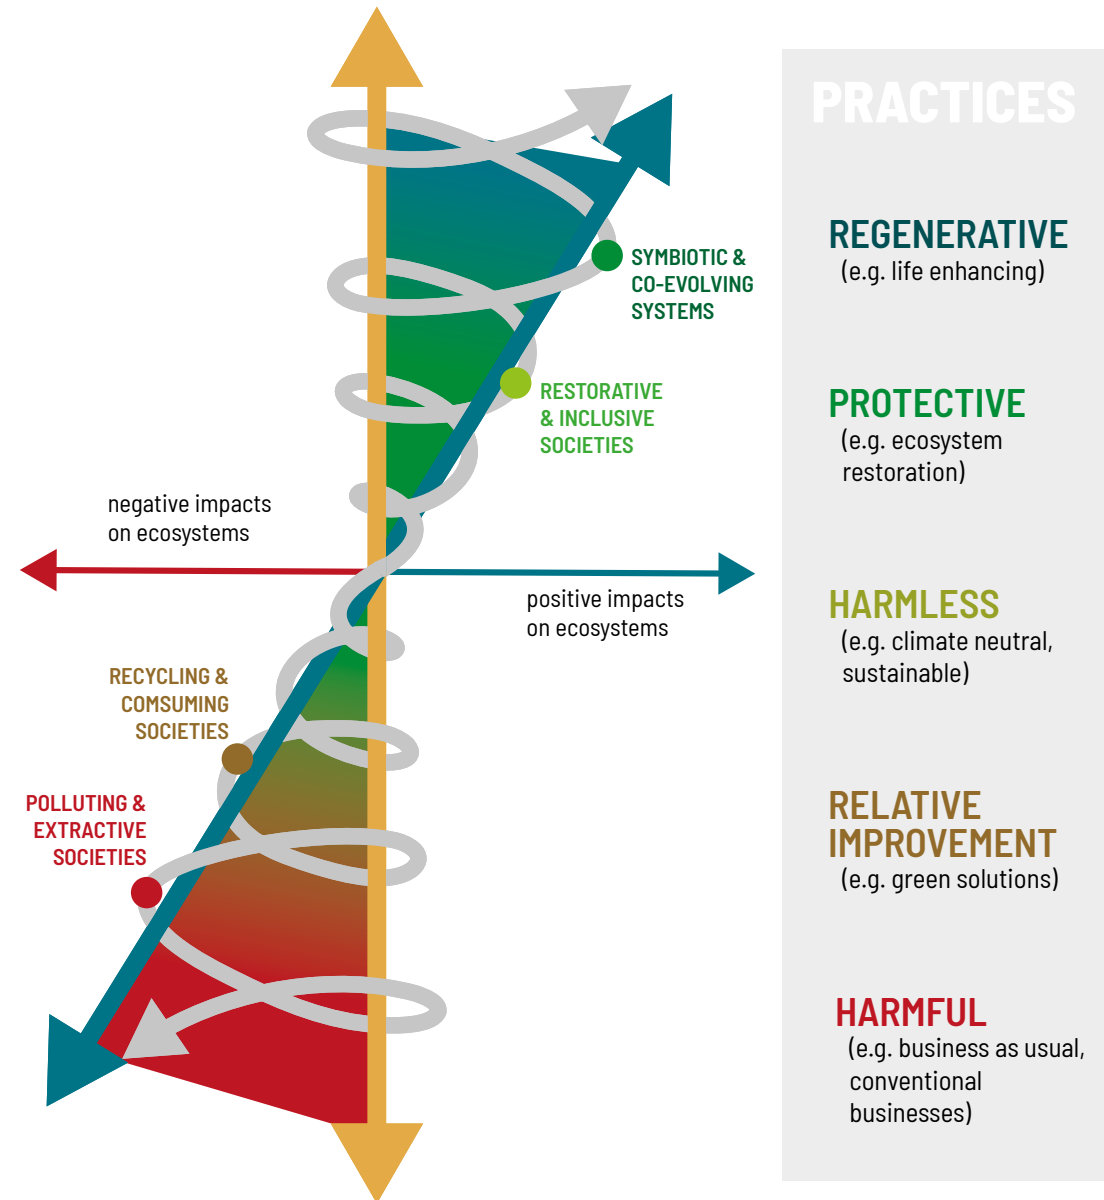 PRACTICES
REGENERATIVE
(e.g. life enhancing)
SYMBIOTIC &
CO-EVOLVING
SYSTEMS
RESTORATIVE
& INCLUSIVE
SOCIETIES
PROTECTIVE
(e.g. ecosystem
restoration)
negative impacts
on ecosystems
positive impacts
on ecosystems
HARMLESS
(e.g. climate neutral,
sustainable)
RECYCLING &
COMSUMING
SOCIETIES
POLLUTING &
EXTRACTIVE
SOCIETIES
RELATIVE
IMPROVEMENT
(e.g. green solutions)
HARMFUL
(e.g. business as usual,
conventional
businesses)